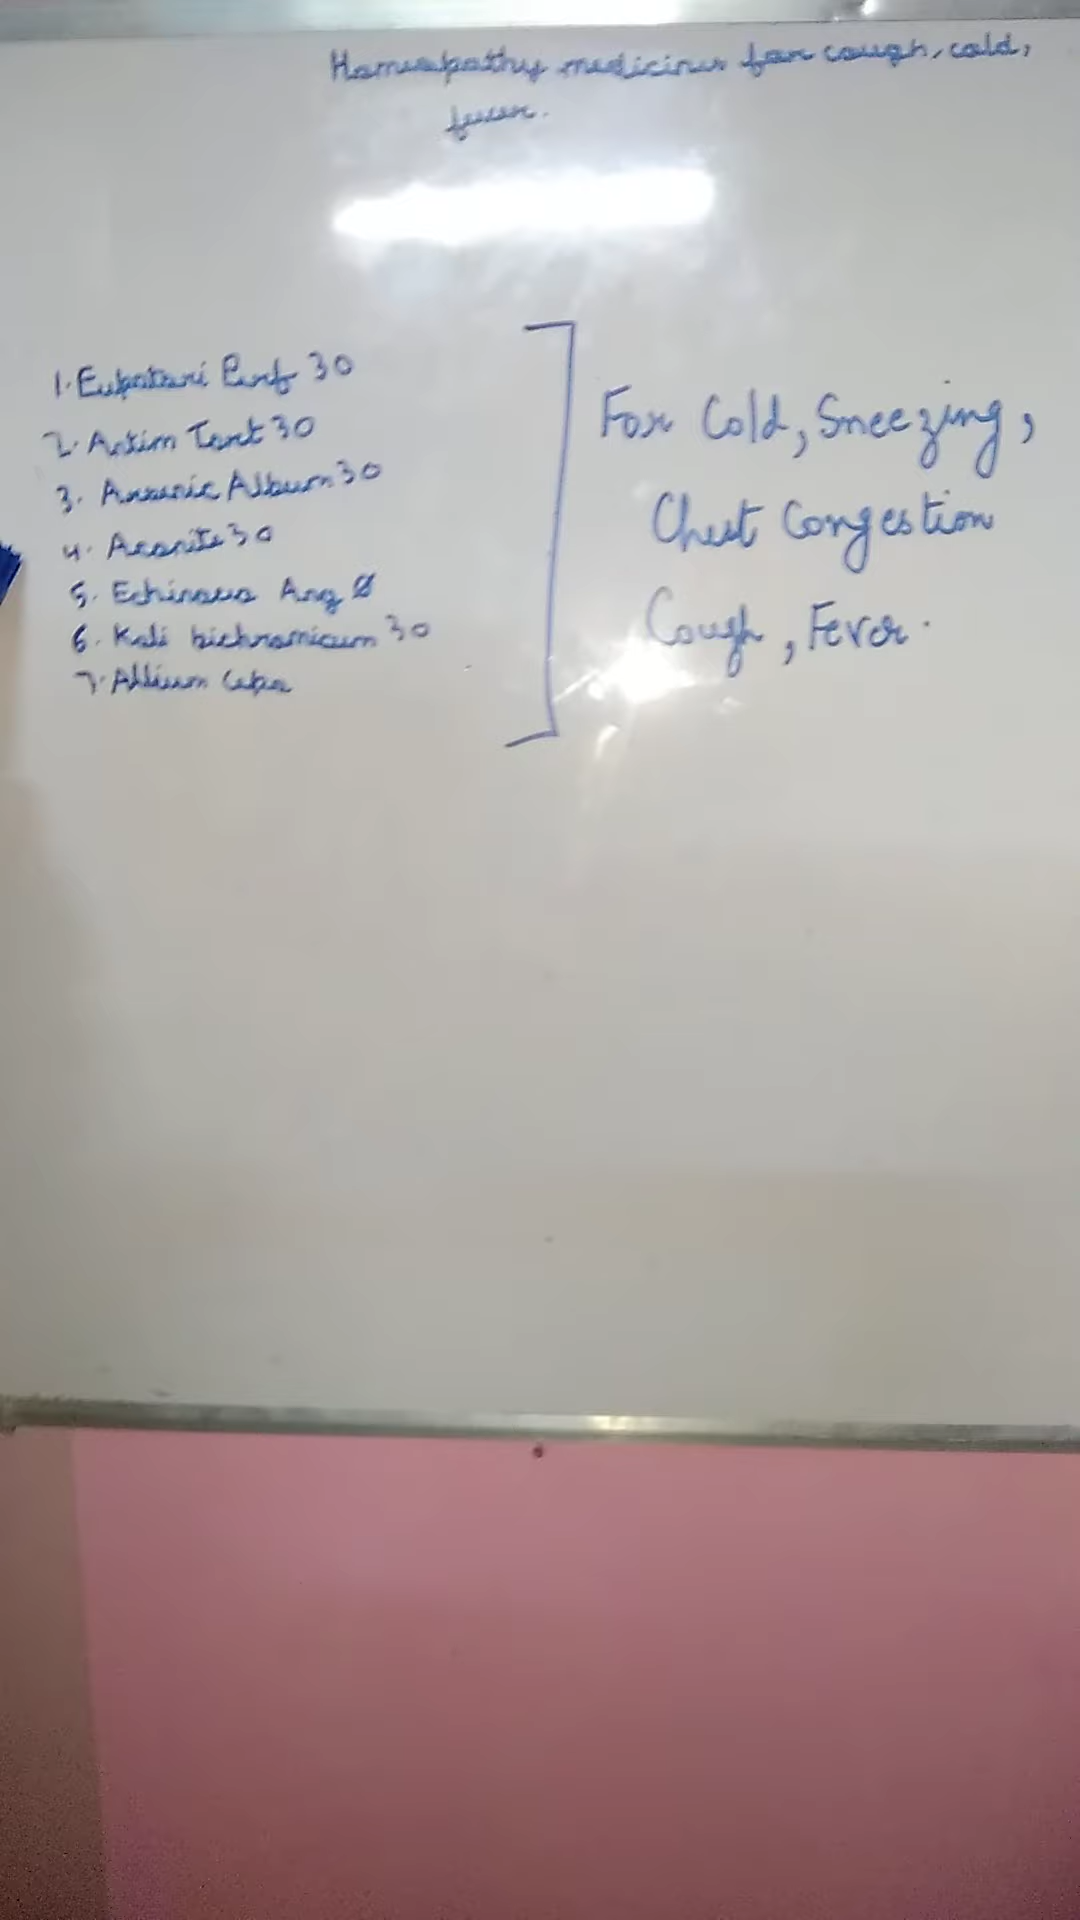 Homeopathy medicines for cough, cold,
fever.
1. Eupatori Perf 30
2. Antim Tart 30
3. Arsenic Album 30
4. Aconite 30
5. Echinacea Ang Ø
6. Kali bichromicum 30
7. Allium Cepa
For Cold, Sneezing,
Chest Congestion
Cough, Fever.